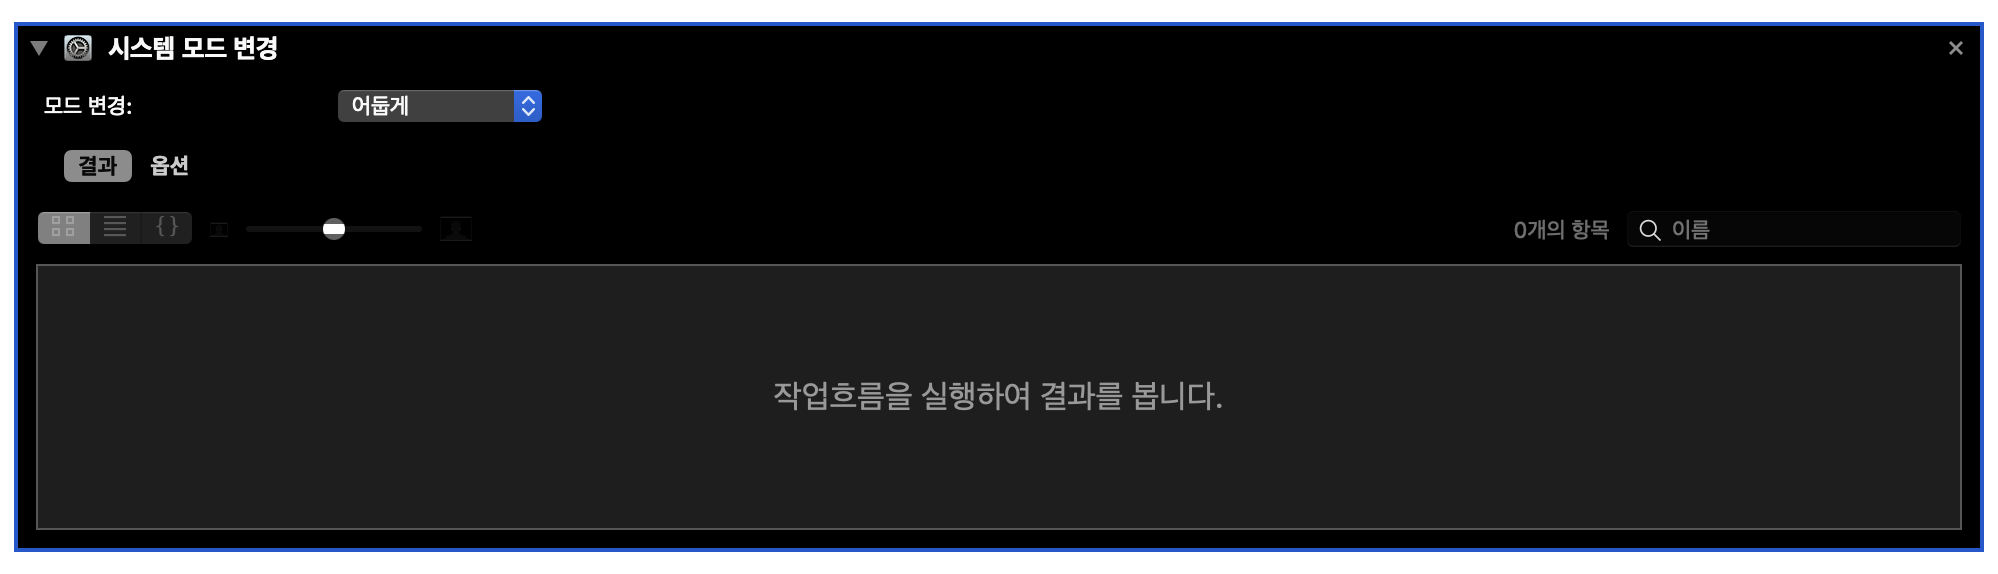 시스템 모드 변경
모드 변경: 어둡게
결과 옵션
{} 0개의 항목 이름
작업흐름을 실행하여 결과를 봅니다.